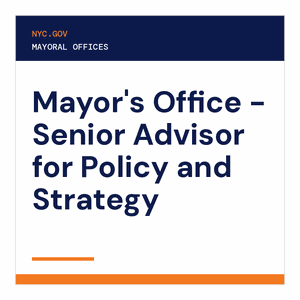 NYC.GOV
MAYORAL OFFICES
Mayor's Office -
Senior Advisor
for Policy and
Strategy